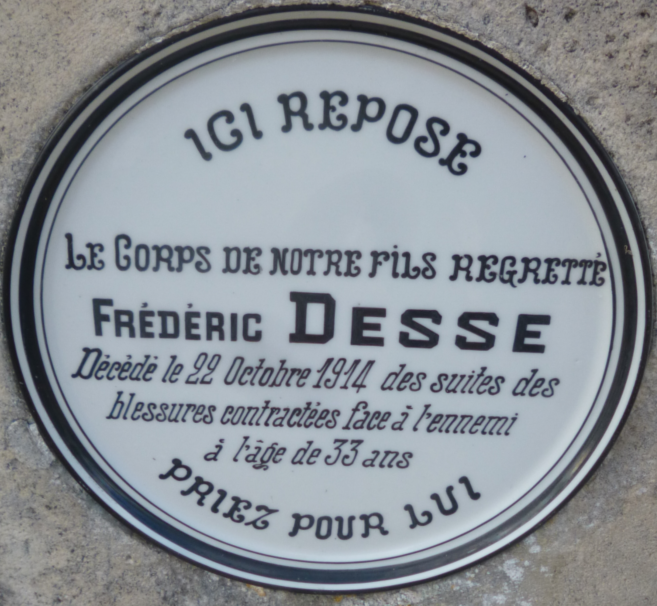 ICI REPOSE
LE CORPS DE NOTRE FILS REGRETTÉ
FRÉDÉRIC DESSE
Décédé le 22 Octobre 1914 des suites des
blessures contractées face à l'ennemi
à l'âge de 33 ans
PRIEZ POUR LUI